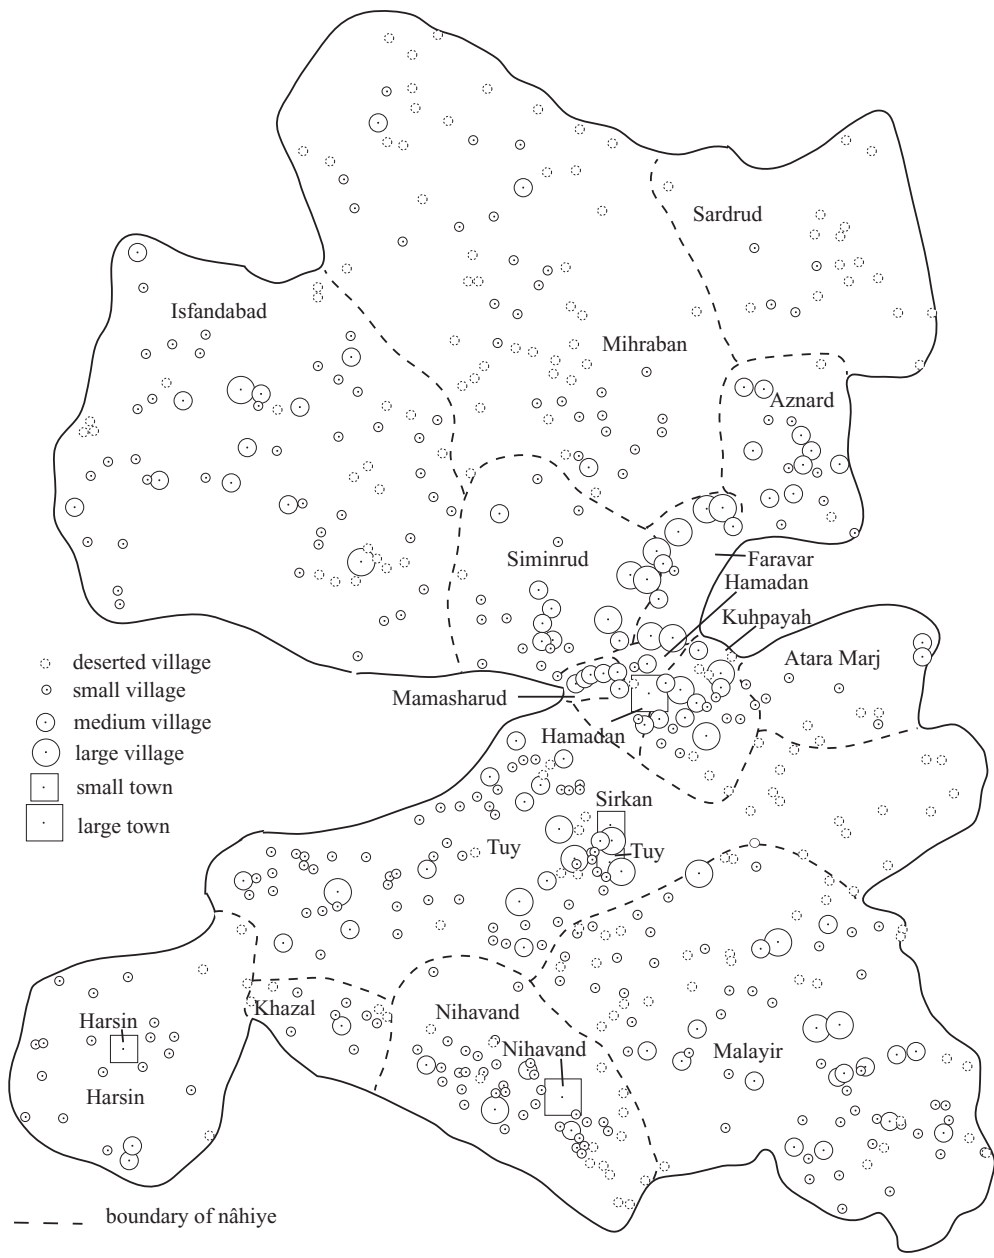 Sardrud
Isfandabad
Mihraban
Aznard
Siminrud
Faravar
Hamadan
Kuhpayah
Atara Marj
deserted village
small village
medium village
large village
small town
large town
Mamasharud
Hamadan
Sirkan
Tuy
Tuy
Khazal
Nihavand
Harsin
Nihavand
Malayir
Harsin
boundary of nâhiye